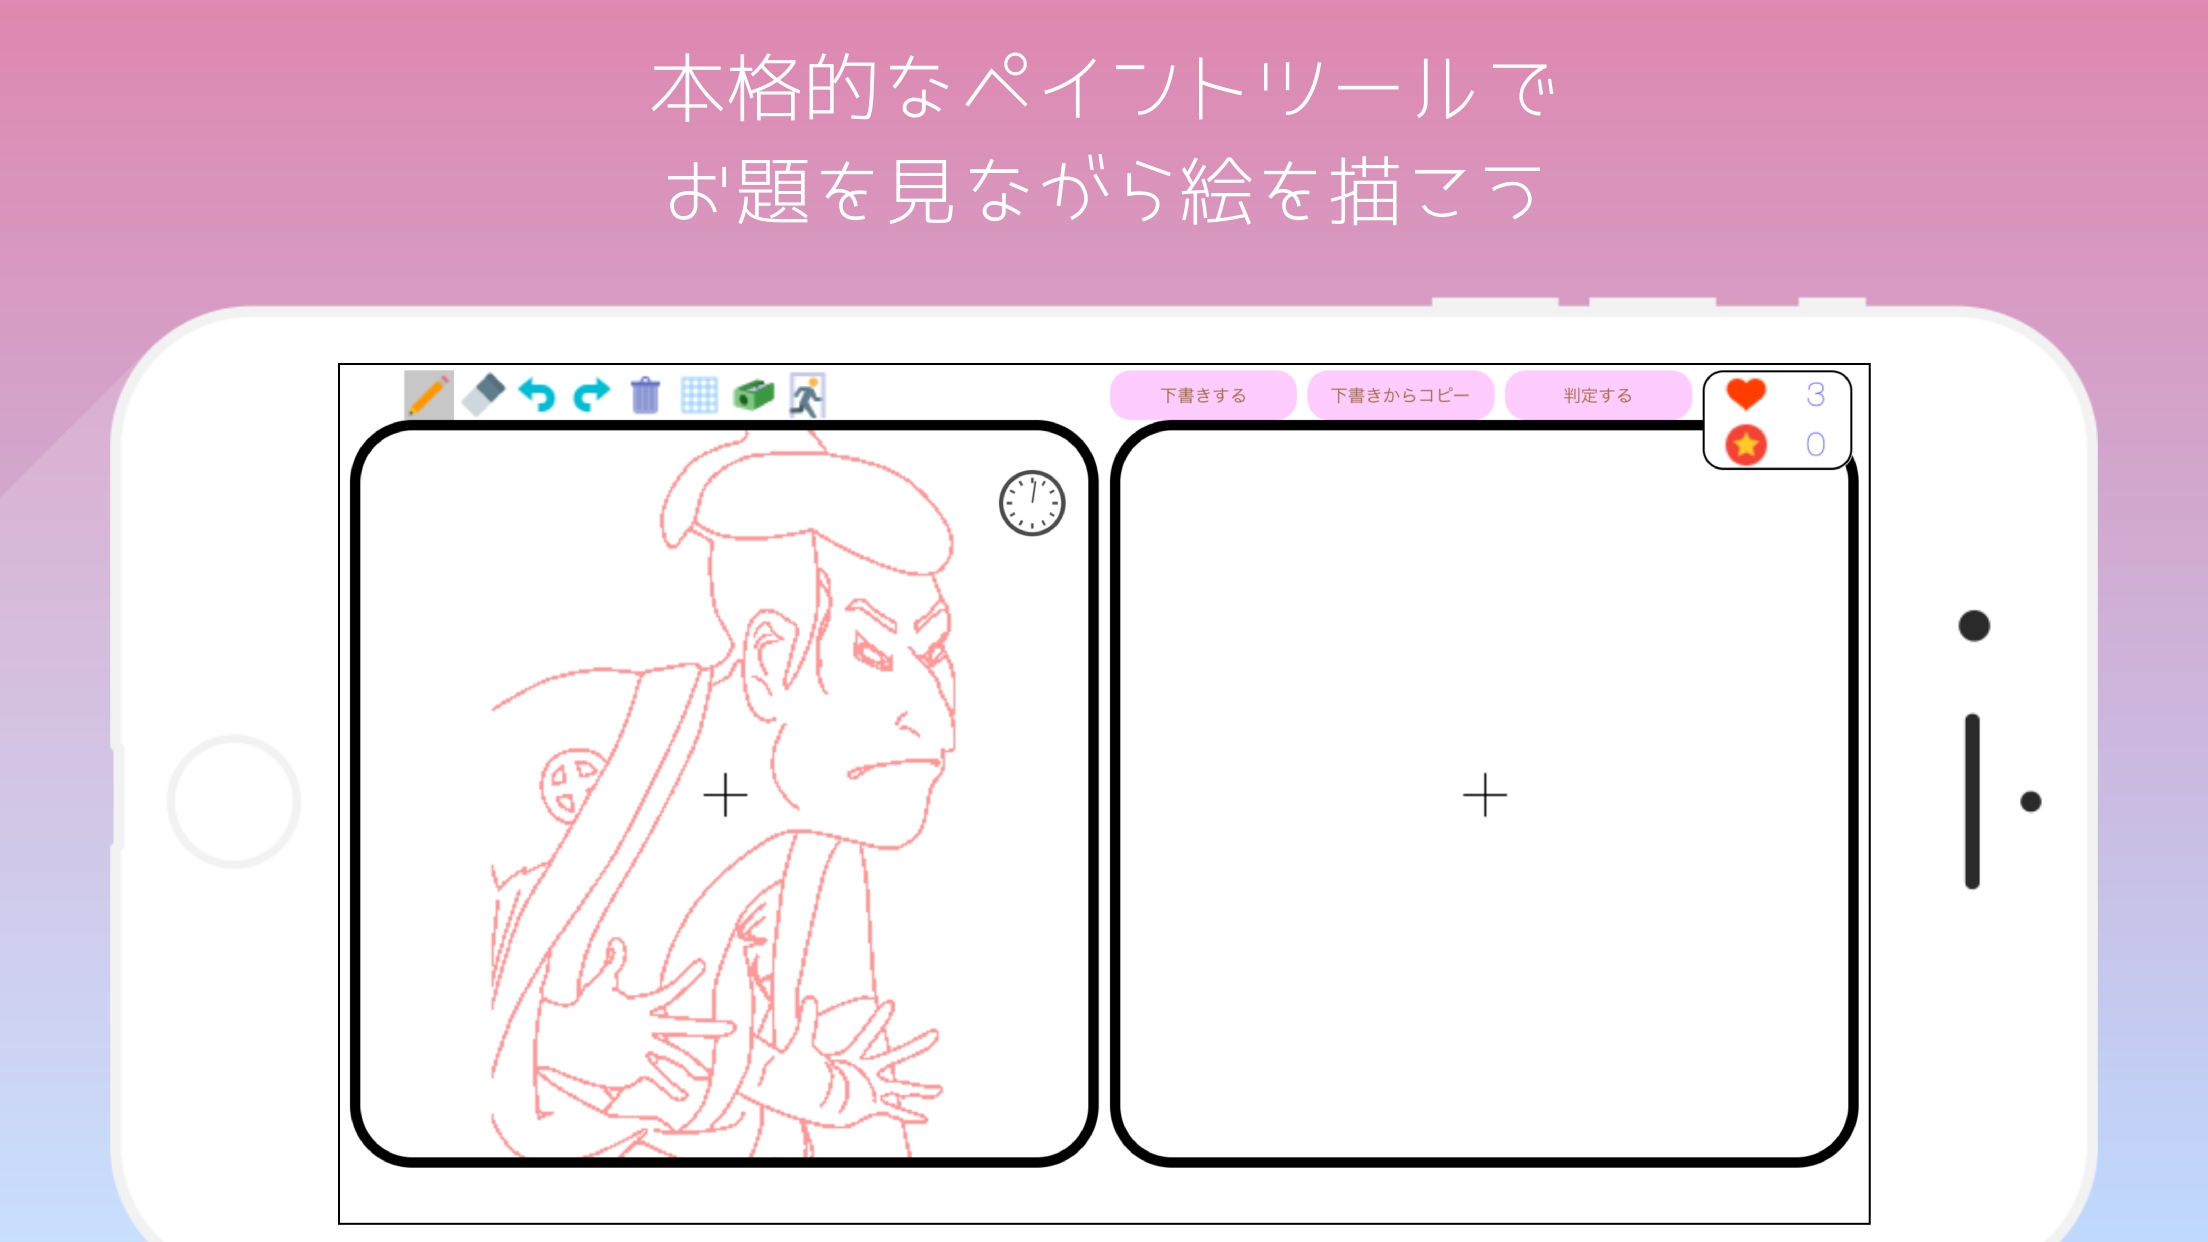 本格的なペイントツールで
お題を見ながら絵を描こう
下書きする
下書きからコピー
判定する
3
0